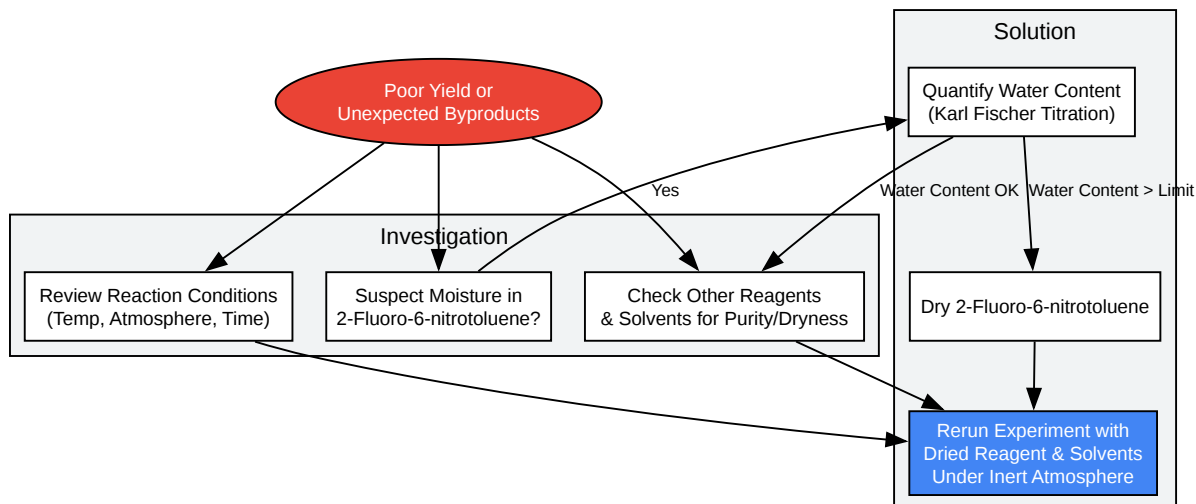 Solution
Poor Yield or
Unexpected Byproducts
Quantify Water Content
(Karl Fischer Titration)
Yes
Water Content OK
Water Content > Limit
Investigation
Review Reaction Conditions
(Temp, Atmosphere, Time)
Suspect Moisture in
2-Fluoro-6-nitrotoluene?
Check Other Reagents
& Solvents for Purity/Dryness
Dry 2-Fluoro-6-nitrotoluene
Rerun Experiment with
Dried Reagent & Solvents
Under Inert Atmosphere